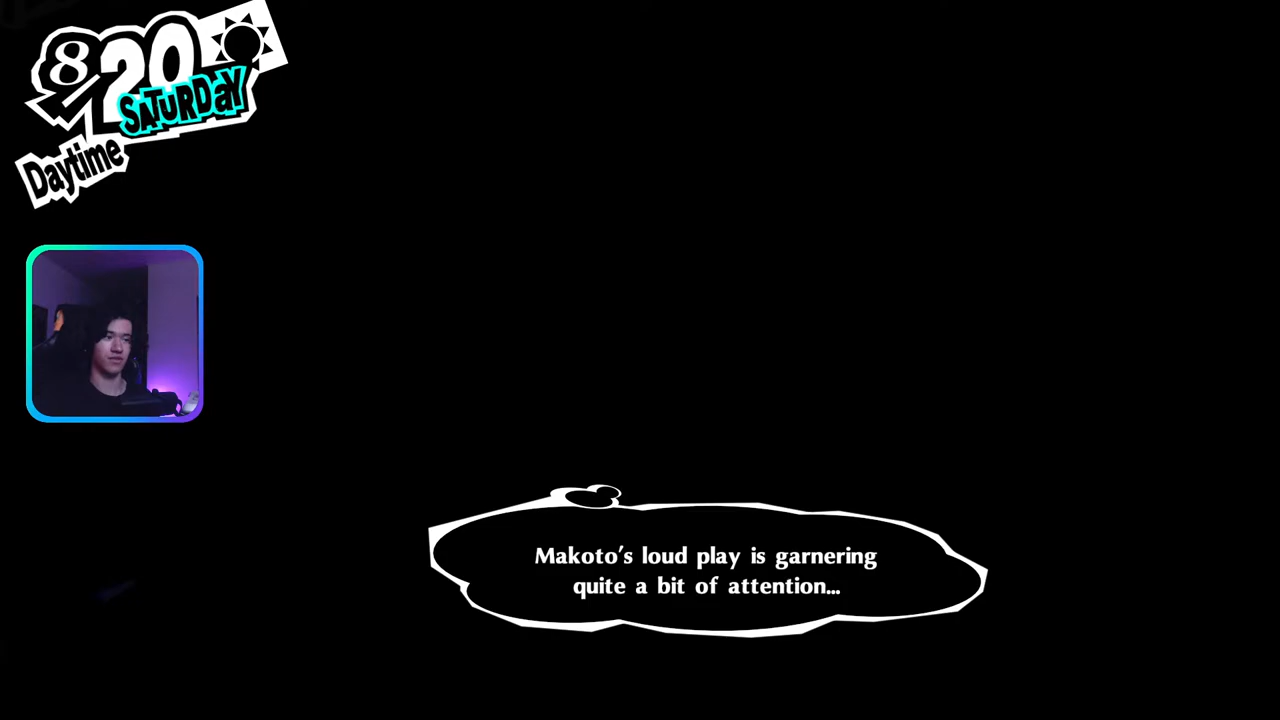 8/20
SATURDAY
Daytime
Makoto's loud play is garnering
quite a bit of attention...